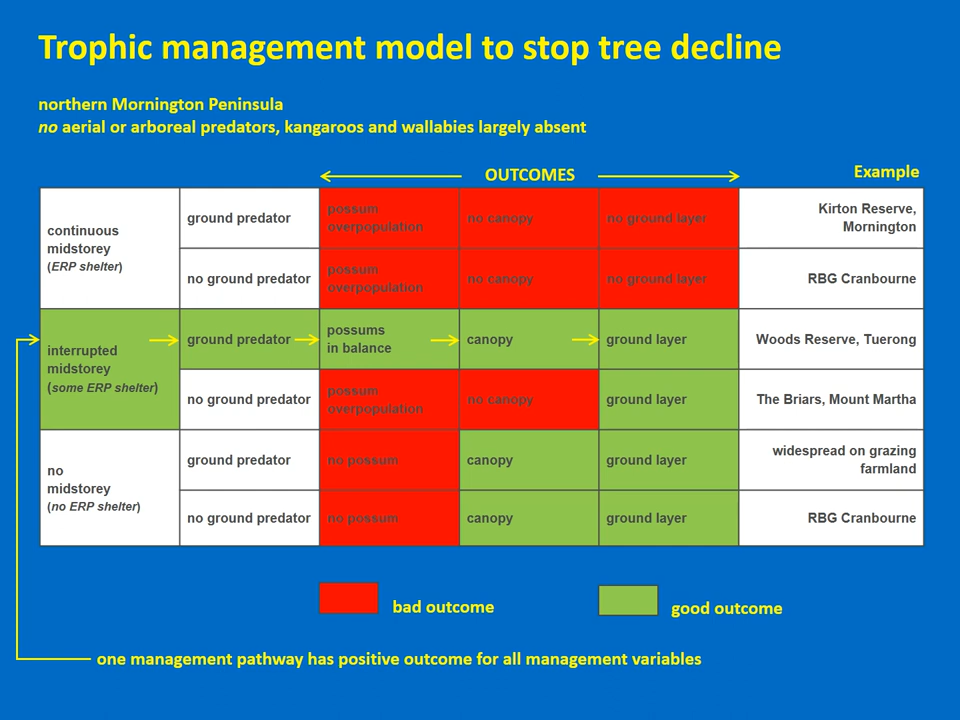 Trophic management model to stop tree decline
northern Mornington Peninsula
no aerial or arboreal predators, kangaroos and wallabies largely absent
OUTCOMES
Example
continuous
midstorey
(ERP shelter)
ground predator
possum
overpopulation
no canopy
no ground layer
Kirton Reserve,
Mornington
no ground predator
possum
overpopulation
no canopy
no ground layer
RBG Cranbourne
interrupted
midstorey
(some ERP shelter)
ground predator
possums
in balance
canopy
ground layer
Woods Reserve, Tuerong
no ground predator
possum
overpopulation
no canopy
ground layer
The Briars, Mount Martha
no
midstorey
(no ERP shelter)
ground predator
no possum
canopy
ground layer
widespread on grazing
farmland
no ground predator
no possum
canopy
ground layer
RBG Cranbourne
bad outcome
good outcome
one management pathway has positive outcome for all management variables